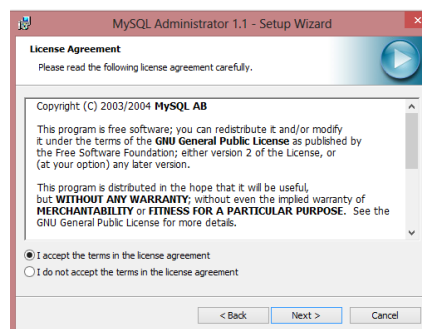 MySQL Administrator 1.1 - Setup Wizard
License Agreement
Please read the following license agreement carefully.
Copyright (C) 2003/2004 MySQL AB
This program is free software; you can redistribute it and/or modify
it under the terms of the GNU General Public License as published by
the Free Software Foundation; either version 2 of the License, or
(at your option) any later version.
This program is distributed in the hope that it will be useful,
but WITHOUT ANY WARRANTY; without even the implied warranty of
MERCHANTABILITY or FITNESS FOR A PARTICULAR PURPOSE. See the
GNU General Public License for more details.
I accept the terms in the license agreement
I do not accept the terms in the license agreement
< Back Next > Cancel